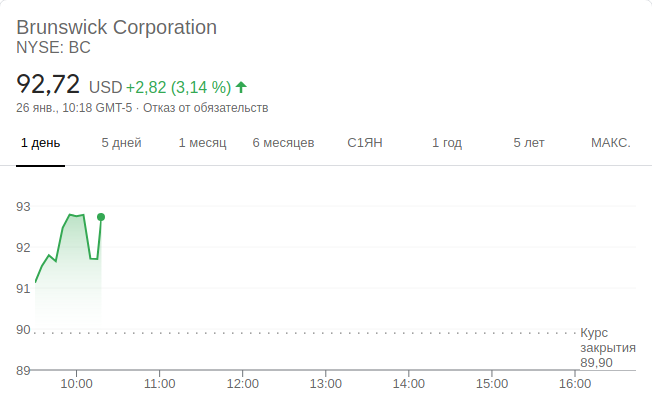 Brunswick Corporation
NYSE: BC
92,72 USD +2,82 (3,14 %)
26 янв., 10:18 GMT-5 · Отказ от обязательств
1 день 5 дней 1 месяц 6 месяцев С1ЯН 1 год 5 лет МАКС.
93
92
91
90
89
Курс
закрытия
89,90
10:00 11:00 12:00 13:00 14:00 15:00 16:00